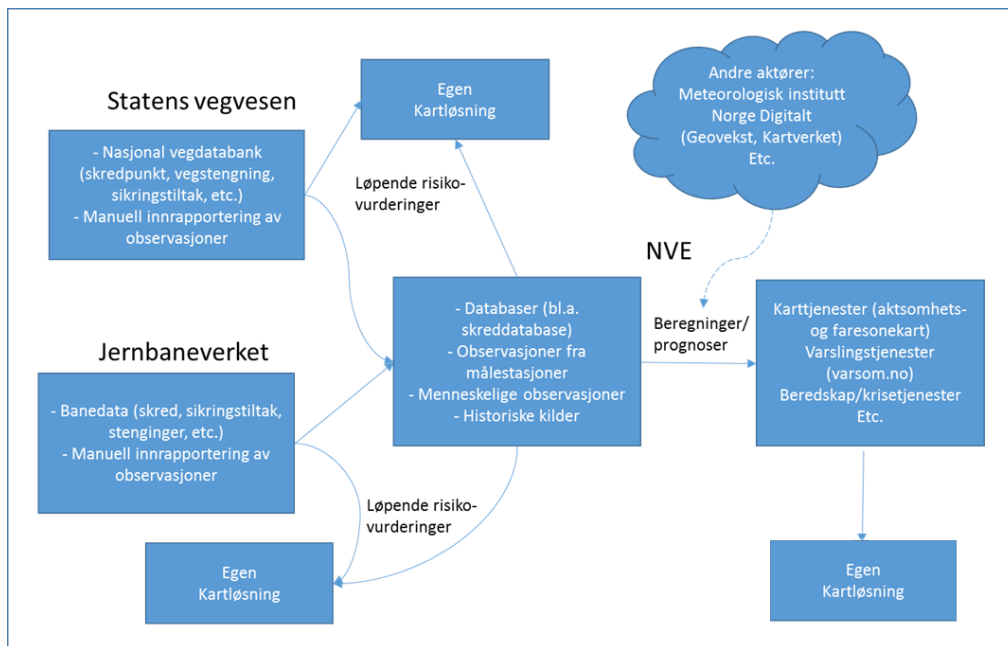 Statens vegvesen
- Nasjonal vegdatabank
(skredpunkt, vegstengning,
sikringstiltak, etc.)
- Manuell innrapportering av
observasjoner
Egen
Kartløsning
Løpende risiko-
vurderinger
Andre aktører:
Meteorologisk institutt
Norge Digitalt
(Geovekst, Kartverket)
Etc.
NVE
Jernbaneverket
- Banedata (skred, sikringstiltak,
stenginger, etc.)
- Manuell innrapportering av
observasjoner
- Databaser (bl.a.
skreddatabase)
- Observasjoner fra
målestasjoner
- Menneskelige observasjoner
- Historiske kilder
Beregninger/
prognoser
Karttjenester (aktsomhets-
og faresonekart)
Varslingstjenester
(varsom.no)
Beredskap/krisetjenester
Etc.
Løpende risiko-
vurderinger
Egen
Kartløsning
Egen
Kartløsning